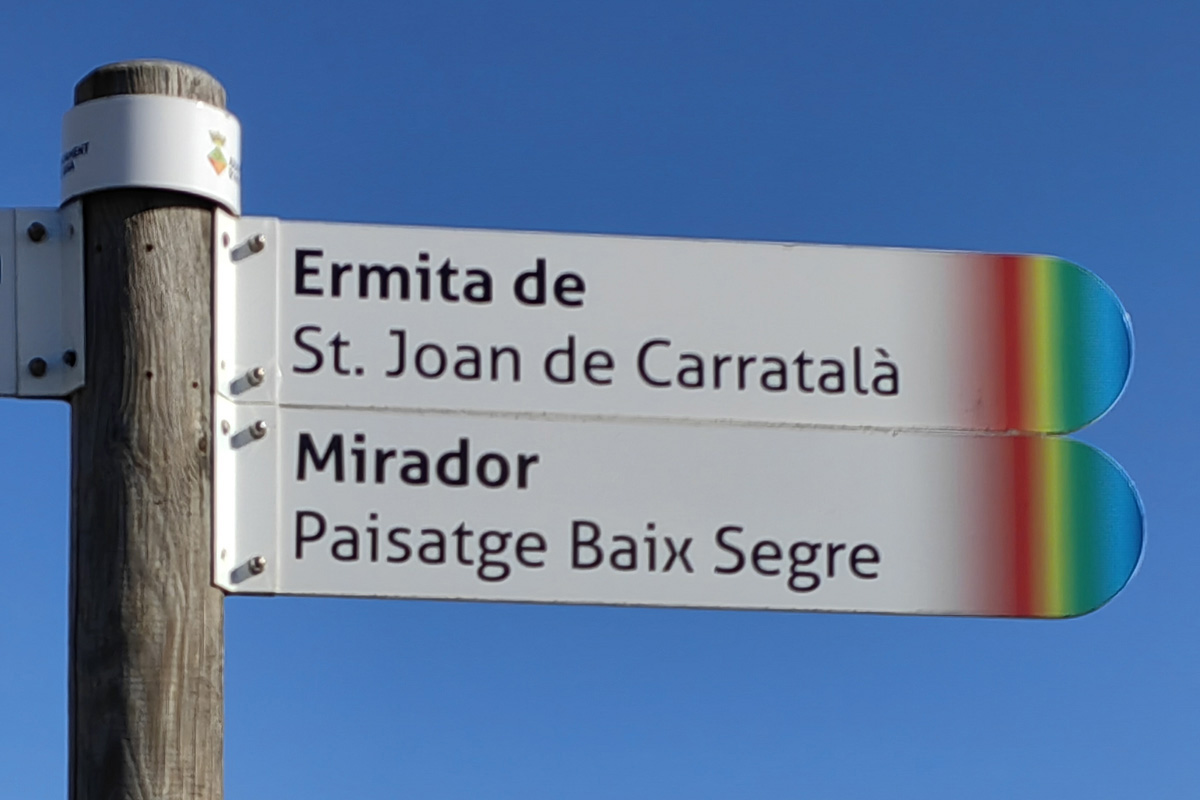 Ermita de
St. Joan de Carratalà
Mirador
Paisatge Baix Segre